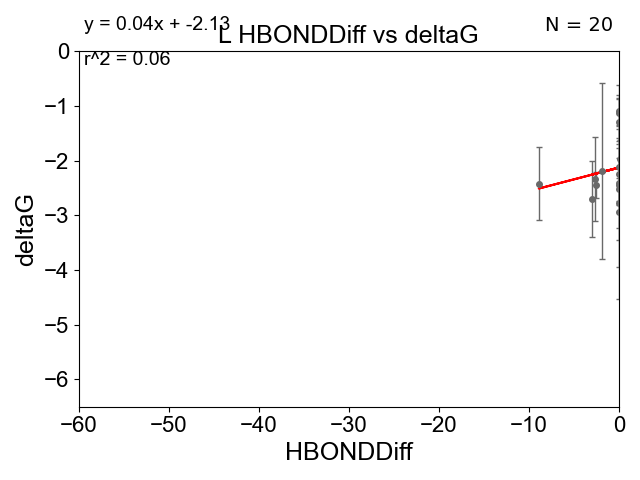 y = 0.04x + -2.13
N = 20
L HBONDDiff vs deltaG
r^2 = 0.06
0
−1
−2
−3
−4
−5
−6
deltaG
−60 −50 −40 −30 −20 −10 0
HBONDDiff